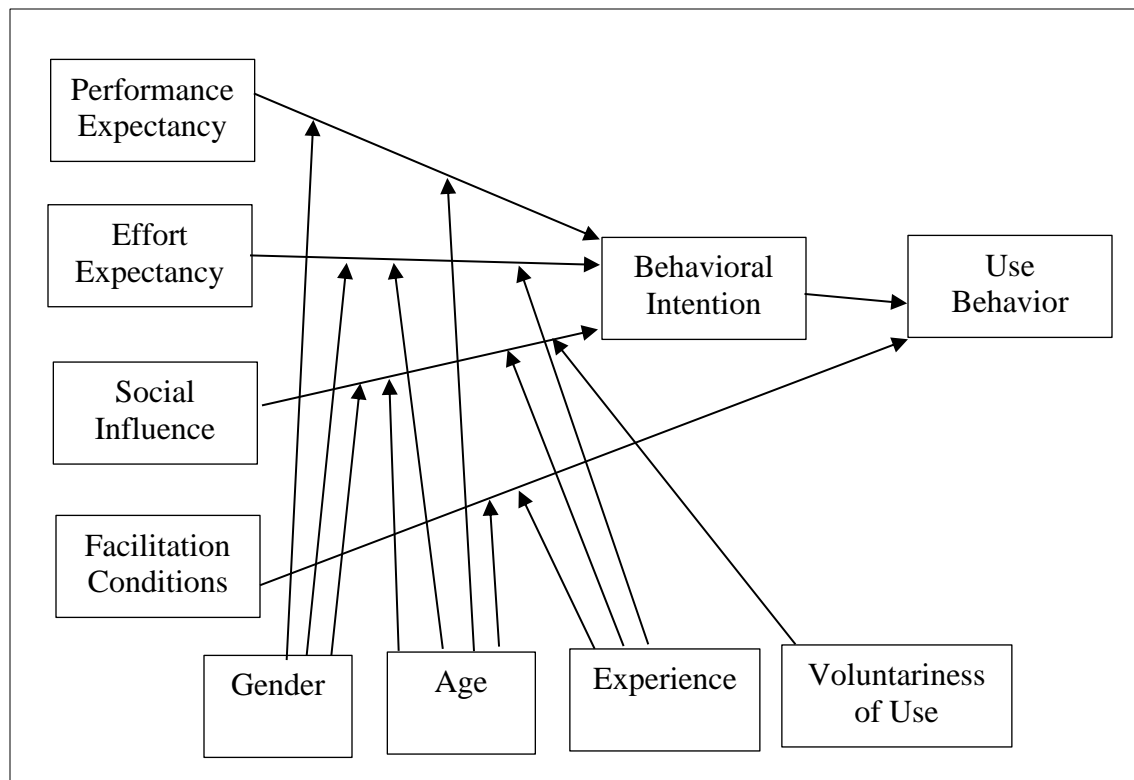 Performance
Expectancy
Effort
Expectancy
Behavioral
Intention
Use
Behavior
Social
Influence
Facilitation
Conditions
Gender
Age
Experience
Voluntariness
of Use